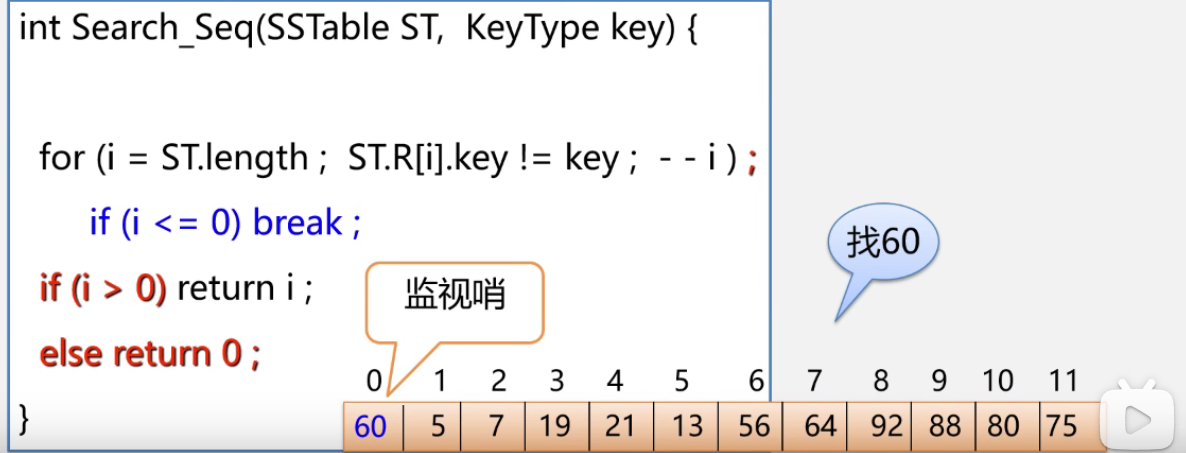 int Search_Seq(SSTable ST, KeyType key) {
for (i = ST.length ; ST.R[i].key != key ; - - i ) ;
if (i <= 0) break ;
找60
if (i > 0) return i ;
监视哨
else return 0 ;
0 1 2 3 4 5 6 7 8 9 10 11
}
60 5 7 19 21 13 56 64 92 88 80 75